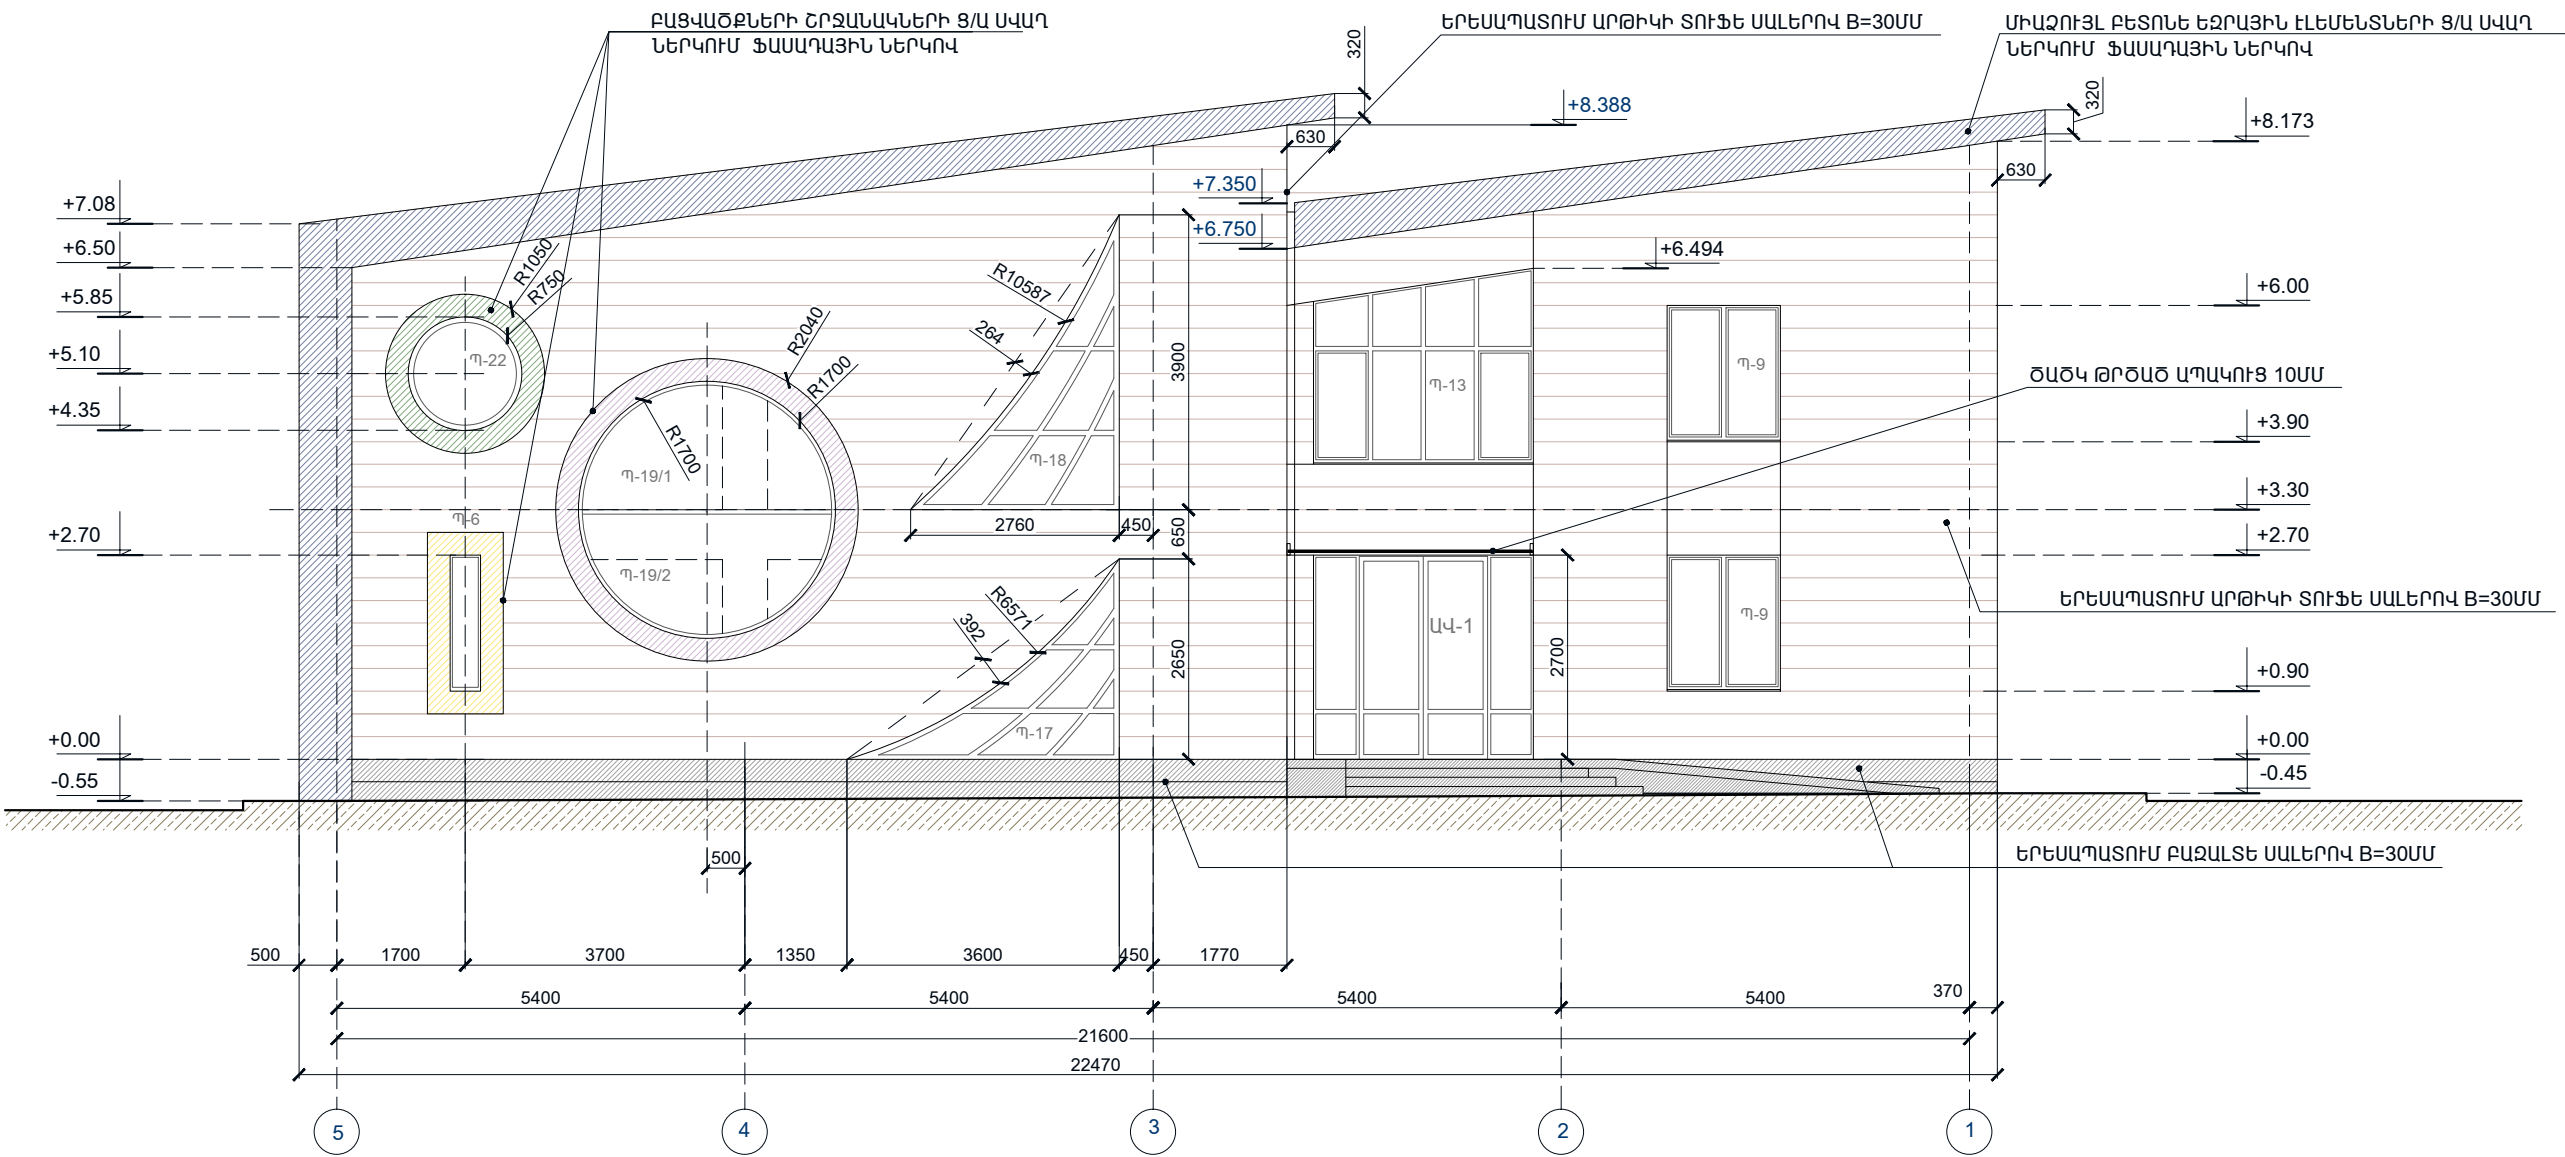 ԲԱՑՎԱԾՔՆԵՐԻ ՇՐՋԱՆԱԿՆԵՐԻ Ց/Ա ՍՎԱՂ
ՆԵՐԿՈՒՄ ՖԱՍԱԴԱՅԻՆ ՆԵՐԿՈՎ
ԵՐԵՍԱՊԱՏՈՒՄ ԱՐԹԻԿԻ ՏՈՒՖԵ ՍԱԼԵՐՈՎ B=30ՄՄ
ՄԻԱՁՈՒՅԼ ԲԵՏՈՆԵ ԵԶՐԱՅԻՆ ԷԼԵՄԵՆՏՆԵՐԻ Ց/Ա ՍՎԱՂ
ՆԵՐԿՈՒՄ ՖԱՍԱԴԱՅԻՆ ՆԵՐԿՈՎ
320
320
+8.388
+8.173
630
630
+7.350
+6.750
+7.08
+6.50
+5.85
+5.10
+4.35
+2.70
+0.00
-0.55
R1050
R750
Պ-22
R2040
R1700
R1700
Պ-19/1
Պ-19/2
Պ-6
R10587
264
3900
Պ-18
2760
450
650
R6571
392
2650
Պ-17
+6.494
Պ-13
Պ-9
+6.00
ԾԱԾԿ ԹՐԾԱԾ ԱՊԱԿՈՒՑ 10ՄՄ
+3.90
+3.30
+2.70
ԵՐԵՍԱՊԱՏՈՒՄ ԱՐԹԻԿԻ ՏՈՒՖԵ ՍԱԼԵՐՈՎ B=30ՄՄ
ԱՎ-1
2700
Պ-9
+0.90
+0.00
-0.45
ԵՐԵՍԱՊԱՏՈՒՄ ԲԱԶԱԼՏԵ ՍԱԼԵՐՈՎ B=30ՄՄ
500
500
1700
3700
1350
3600
450
1770
5400
5400
5400
5400
370
21600
22470
5
4
3
2
1